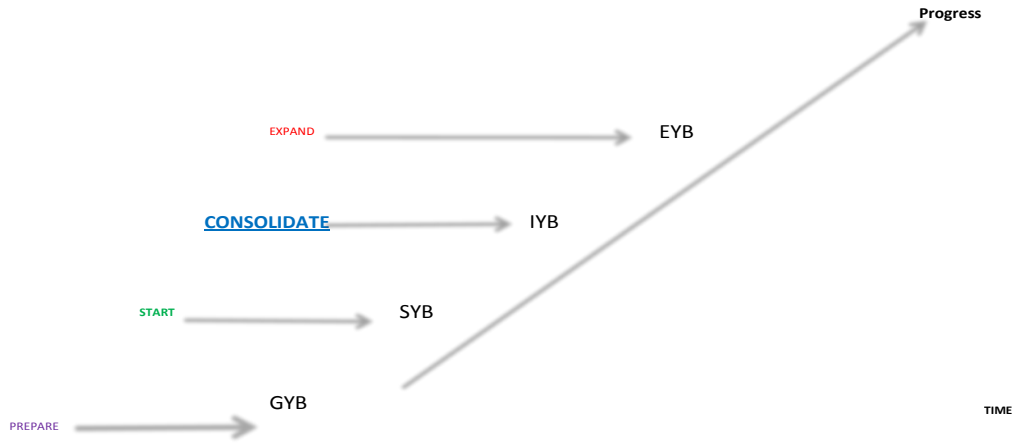 Progress
EXPAND EYB
CONSOLIDATE IYB
START SYB
GYB
TIME
PREPARE